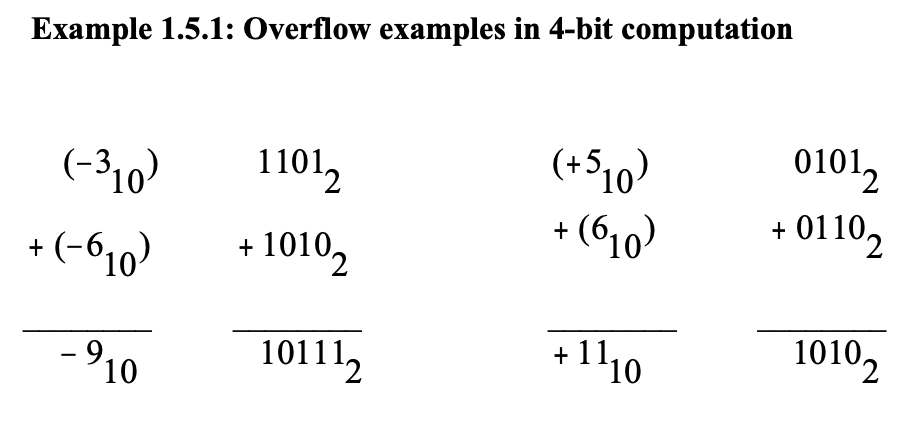 Example 1.5.1: Overflow examples in 4-bit computation
(-3₁₀) 1101₂ (+5₁₀) 0101₂
+ (-6₁₀) + 1010₂ + (6₁₀) + 0110₂
- 9₁₀ 10111₂ + 11₁₀ 1010₂